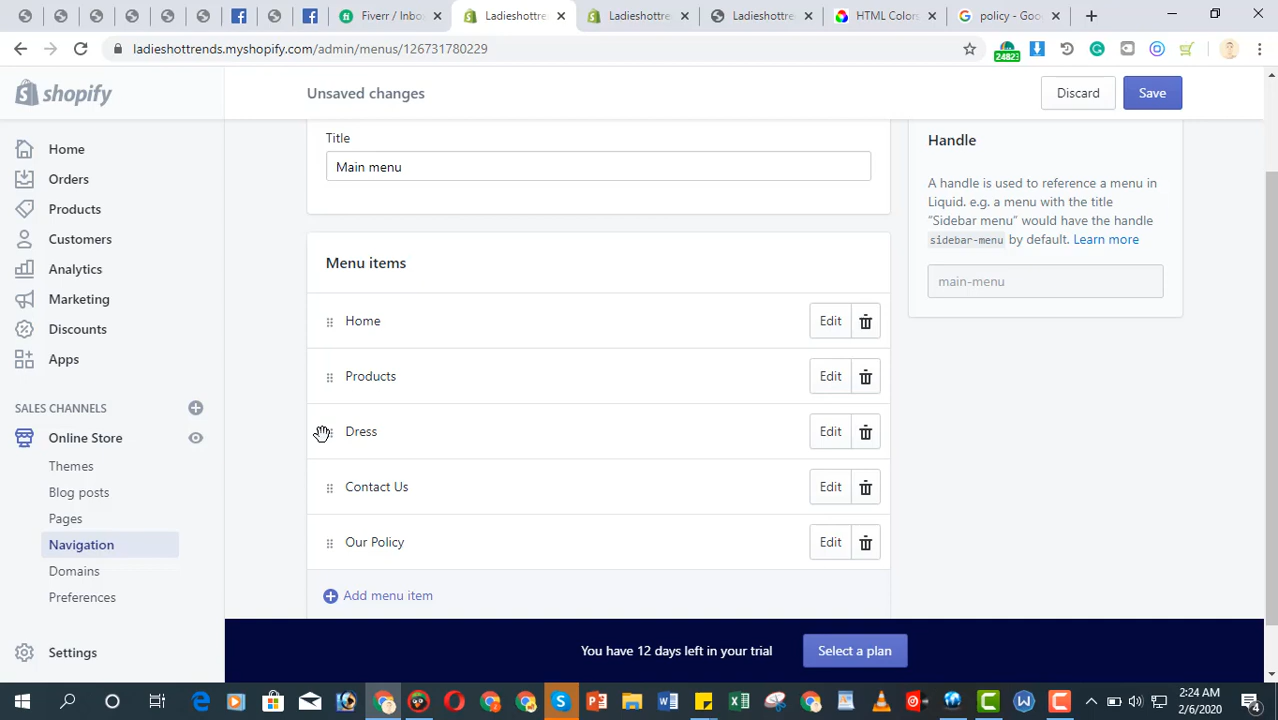 Fiverr / Inbo
Ladieshottre
Ladieshottre
Ladieshottre
HTML Colors
policy - Goo
ladieshottrends.myshopify.com/admin/menus/126731780229
24823
shopify
Unsaved changes
Discard
Save
Home
Orders
Products
Customers
Analytics
Marketing
Discounts
Apps
SALES CHANNELS
Online Store
Themes
Blog posts
Pages
Navigation
Domains
Preferences
Settings
Title
Main menu
Menu items
Home
Edit
Products
Edit
Dress
Edit
Contact Us
Edit
Our Policy
Edit
Add menu item
Handle
A handle is used to reference a menu in
Liquid. e.g. a menu with the title
“Sidebar menu” would have the handle
sidebar-menu by default. Learn more
main-menu
You have 12 days left in your trial
Select a plan
2:24 AM
2/6/2020